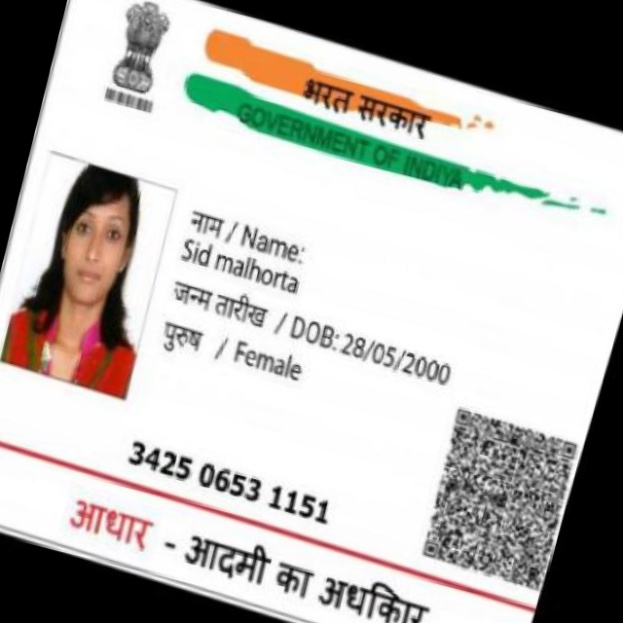 भरत सरकार
GOVERNMENT OF INDIYA
नाम / Name:
Sid malhorta
जन्म तारीख / DOB: 28/05/2000
पुरुष / Female
3425 0653 1151
आधार - आदमी का अधकिार